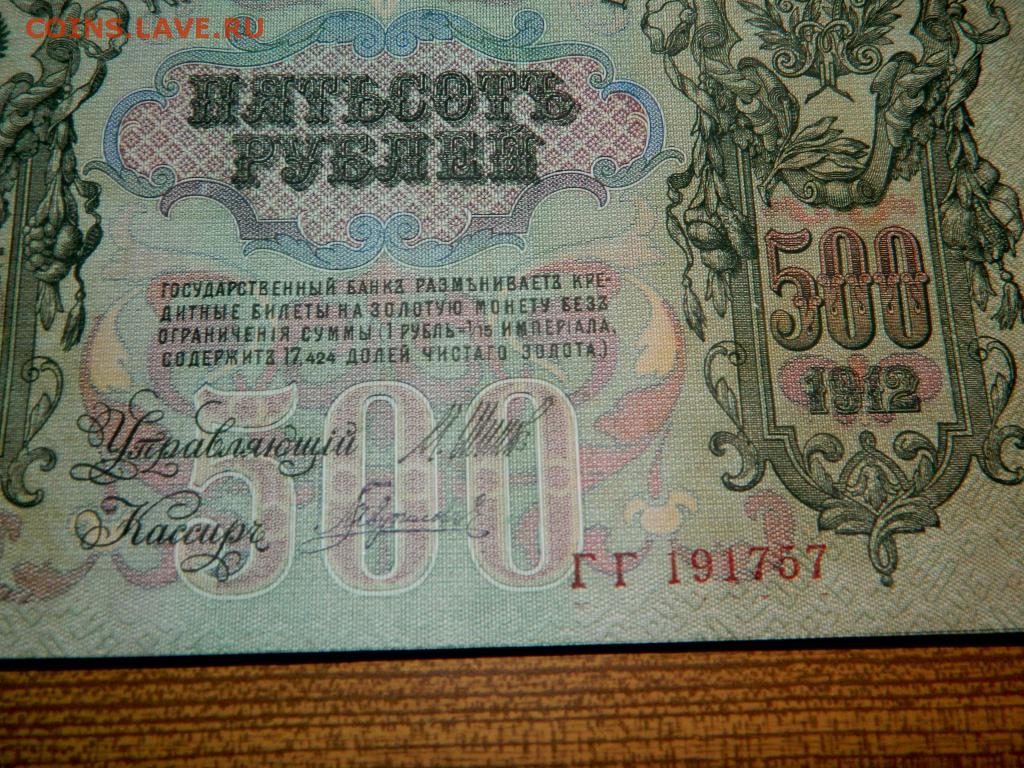 COINS.LAVE.RU
ПЯТЬСОТЪ
РУБЛЕЙ
500
1912
ГОСУДАРСТВЕННЫЙ БАНКЪ РАЗМѢНИВАЕТЪ КРЕ-
ДИТНЫЕ БИЛЕТЫ НА ЗОЛОТУЮ МОНЕТУ БЕЗЪ
ОГРАНИЧЕНІЯ СУММЫ (1 РУБЛЬ=1/15 ИМПЕРІАЛА,
СОДЕРЖИТЪ 17,424 ДОЛЕЙ ЧИСТАГО ЗОЛОТА.)
500
Управляющій
Кассиръ
ГГ 191757